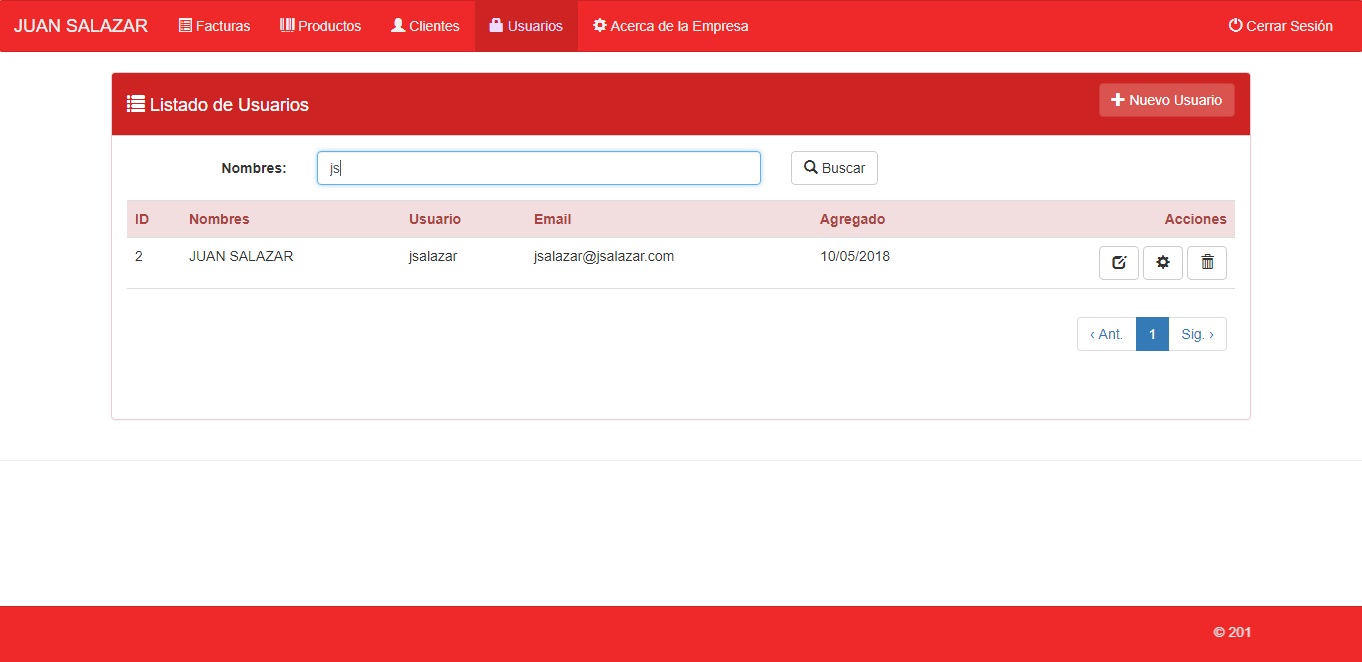 JUAN SALAZAR Facturas Productos Clientes Usuarios Acerca de la Empresa Cerrar Sesión
Listado de Usuarios + Nuevo Usuario
Nombres: js Buscar
ID Nombres Usuario Email Agregado Acciones
2 JUAN SALAZAR jsalazar jsalazar@jsalazar.com 10/05/2018
‹ Ant. 1 Sig. ›
© 201